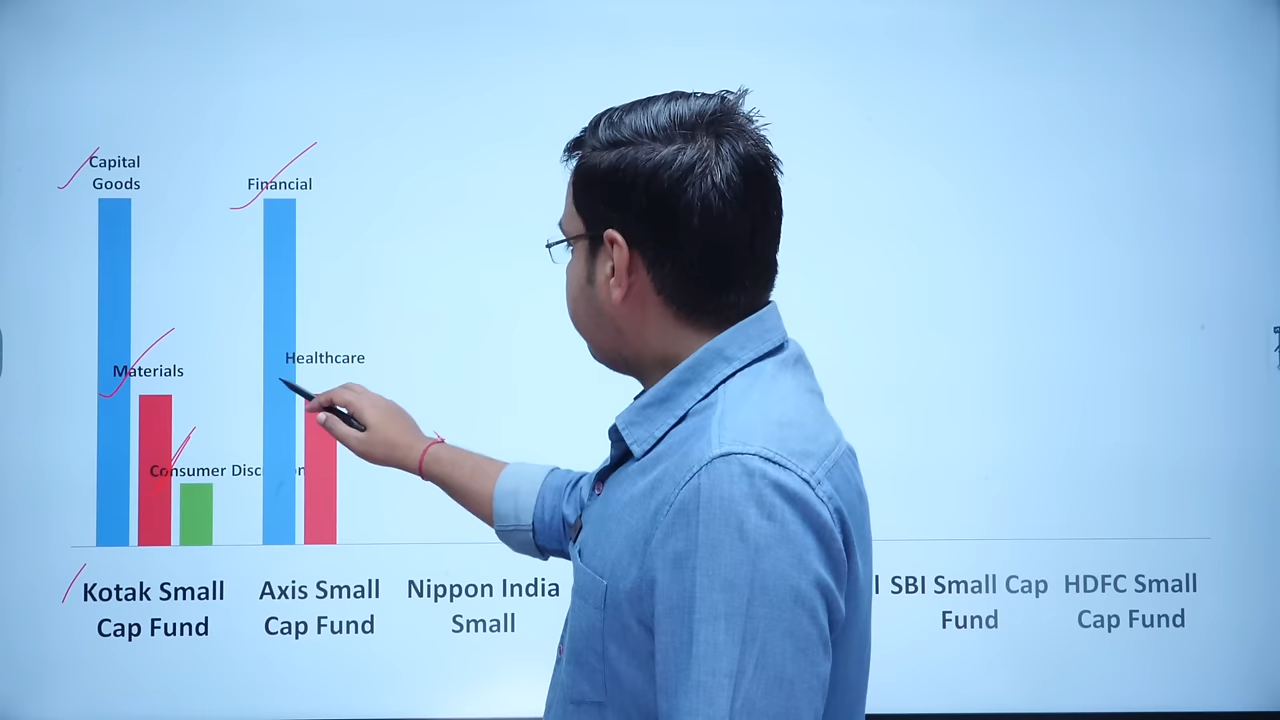 Capital
Goods
Financial
Materials
Healthcare
Consumer Disc
Kotak Small
Cap Fund
Axis Small
Cap Fund
Nippon India
Small
SBI Small Cap
Fund
HDFC Small
Cap Fund